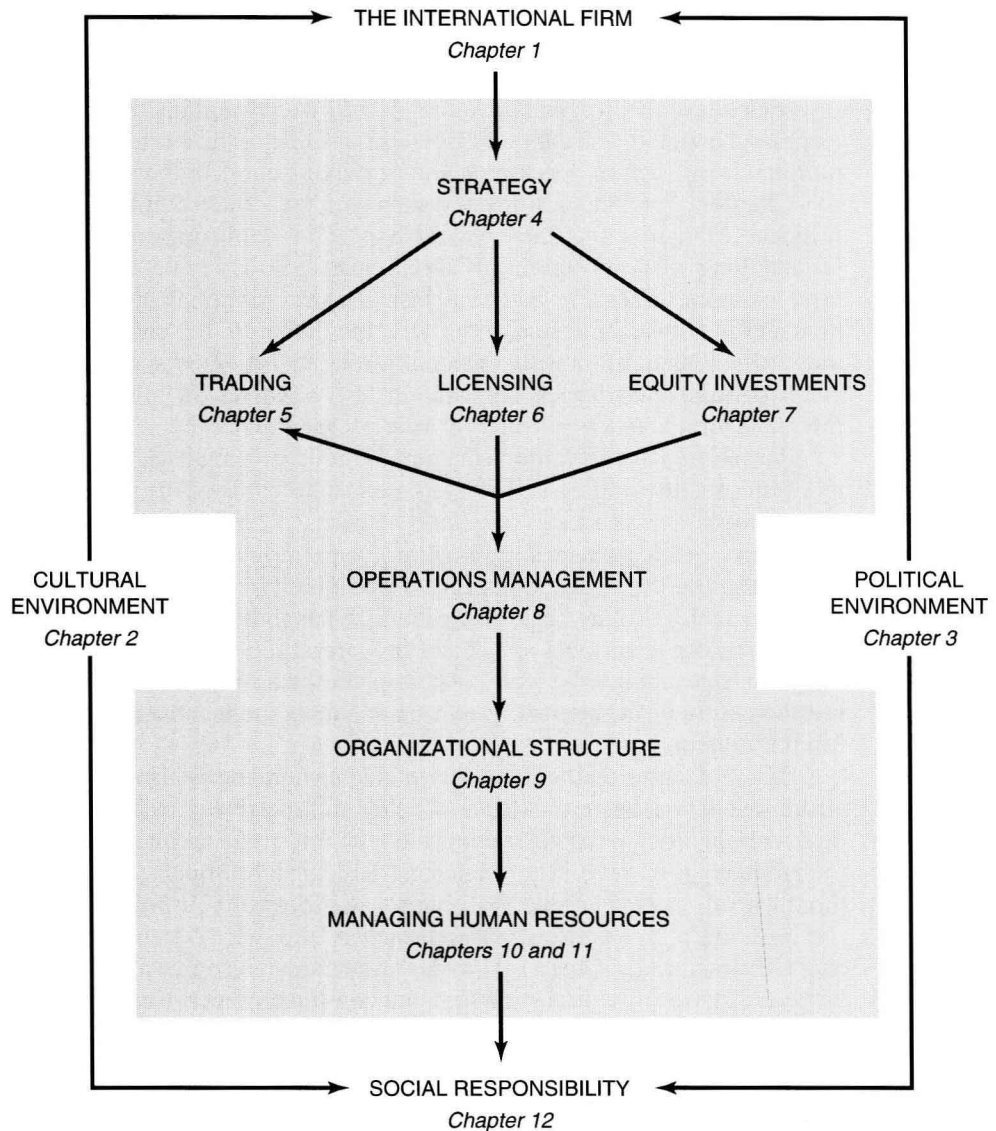 THE INTERNATIONAL FIRM
Chapter 1
STRATEGY
Chapter 4
TRADING
Chapter 5
LICENSING
Chapter 6
EQUITY INVESTMENTS
Chapter 7
CULTURAL
ENVIRONMENT
Chapter 2
OPERATIONS MANAGEMENT
Chapter 8
POLITICAL
ENVIRONMENT
Chapter 3
ORGANIZATIONAL STRUCTURE
Chapter 9
MANAGING HUMAN RESOURCES
Chapters 10 and 11
SOCIAL RESPONSIBILITY
Chapter 12